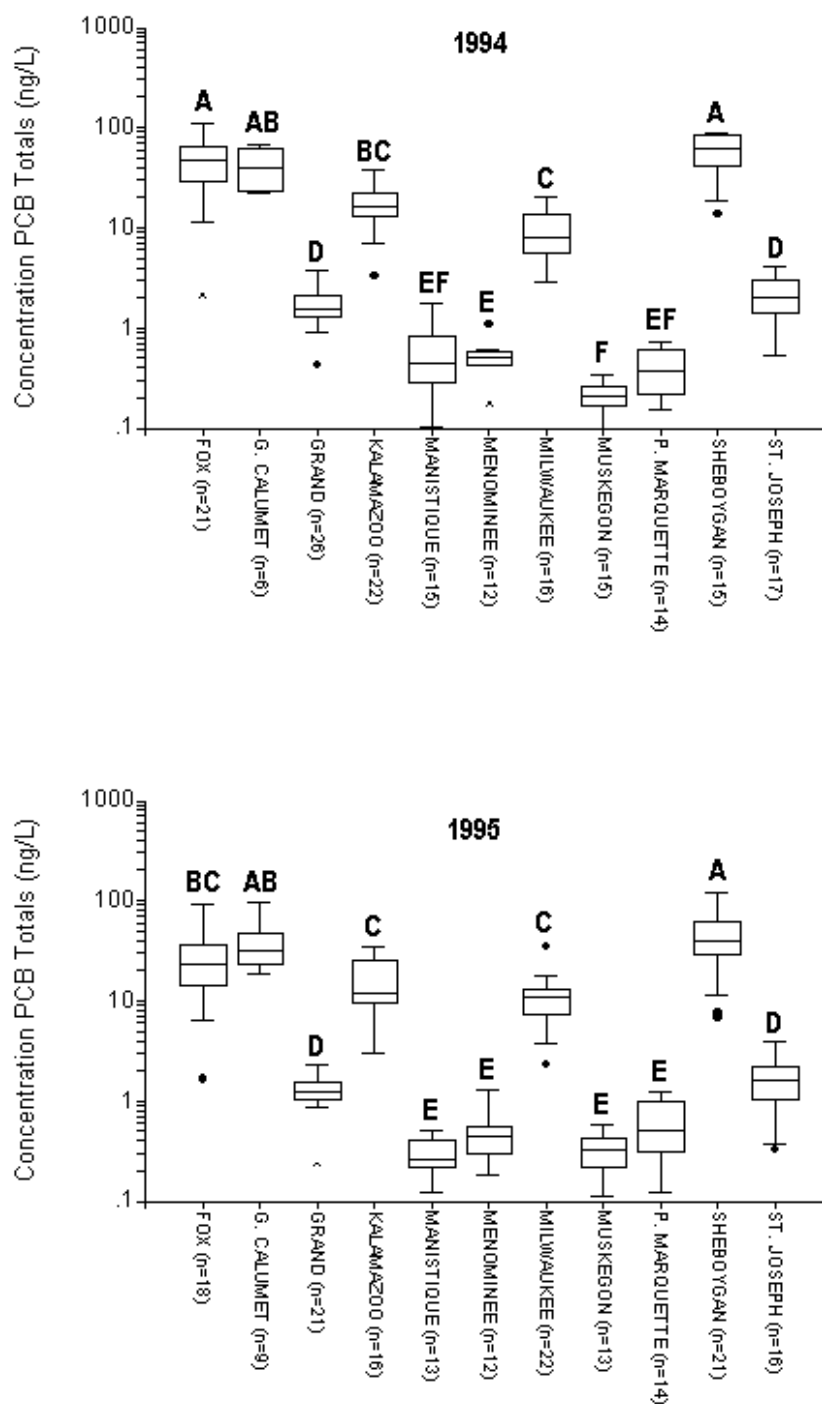 1994
Concentration PCB Totals (ng/L)
1000
100
10
1
.1
A
AB
D
BC
EF
E
C
F
EF
A
D
FOX (n=21)
G. CALUMET (n=6)
GRAND (n=26)
KALAMAZOO (n=22)
MANISTIQUE (n=15)
MENOMINEE (n=12)
MILWAUKEE (n=16)
MUSKEGON (n=15)
P. MARQUETTE (n=14)
SHEBOYGAN (n=15)
ST. JOSEPH (n=17)
1995
Concentration PCB Totals (ng/L)
1000
100
10
1
.1
BC
AB
D
C
E
E
C
E
E
A
D
FOX (n=18)
G. CALUMET (n=9)
GRAND (n=21)
KALAMAZOO (n=16)
MANISTIQUE (n=13)
MENOMINEE (n=12)
MILWAUKEE (n=22)
MUSKEGON (n=13)
P. MARQUETTE (n=14)
SHEBOYGAN (n=21)
ST. JOSEPH (n=16)